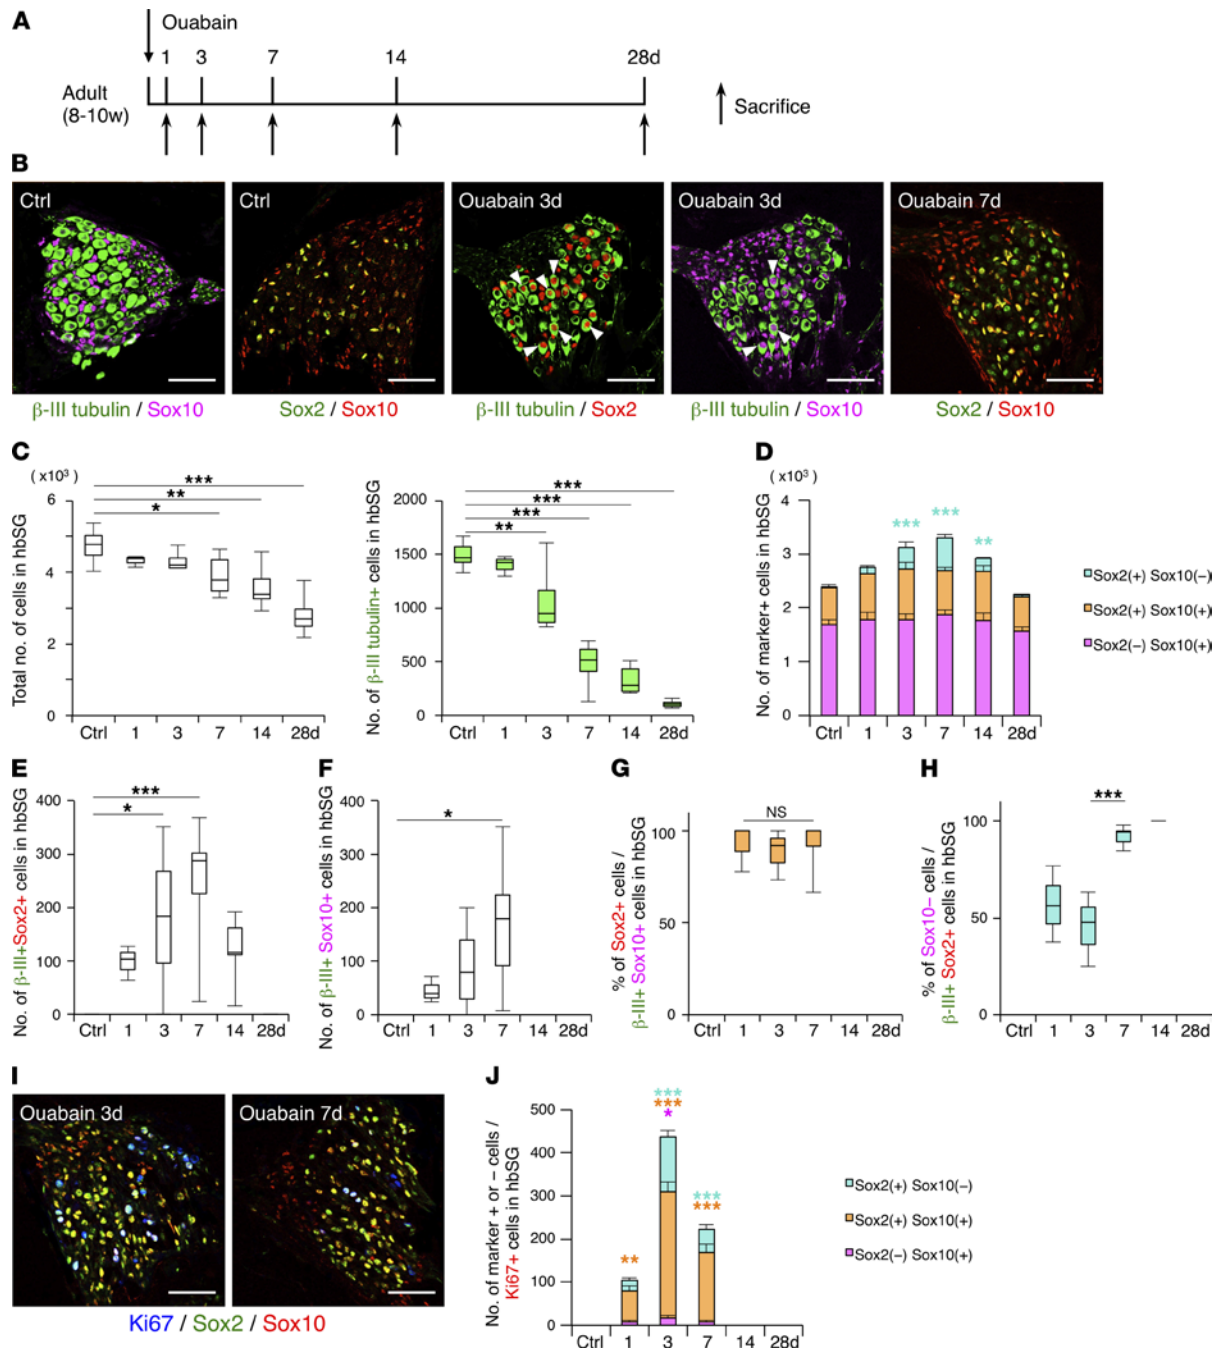 A
Ouabain
1 3 7 14 28d
Adult
(8-10w)
Sacrifice
B
Ctrl
Ctrl
Ouabain 3d
Ouabain 3d
Ouabain 7d
β-III tubulin / Sox10
Sox2 / Sox10
β-III tubulin / Sox2
β-III tubulin / Sox10
Sox2 / Sox10
C
(x10³)
Total no. of cells in hbSG
6
4
2
0
***
**
*
Ctrl 1 3 7 14 28d
No. of β-III tubulin+ cells in hbSG
2000
1500
1000
500
0
***
***
***
**
Ctrl 1 3 7 14 28d
D
(x10³)
No. of marker+ cells in hbSG
4
3
2
1
0
*** *** **
Ctrl 1 3 7 14 28d
Sox2(+) Sox10(−)
Sox2(+) Sox10(+)
Sox2(−) Sox10(+)
E
No. of β-III+Sox2+ cells in hbSG
400
300
200
100
0
***
*
Ctrl 1 3 7 14 28d
F
No. of β-III+ Sox10+ cells in hbSG
400
300
200
100
0
*
Ctrl 1 3 7 14 28d
G
% of Sox2+ cells /
β-III+ Sox10+ cells in hbSG
100
50
0
NS
Ctrl 1 3 7 14 28d
H
% of Sox10− cells /
β-III+ Sox2+ cells in hbSG
100
50
0
***
Ctrl 1 3 7 14 28d
I
Ouabain 3d
Ouabain 7d
Ki67 / Sox2 / Sox10
J
No. of marker + or − cells /
Ki67+ cells in hbSG
500
400
300
200
100
0
**
***
***
*
***
***
Ctrl 1 3 7 14 28d
Sox2(+) Sox10(−)
Sox2(+) Sox10(+)
Sox2(−) Sox10(+)